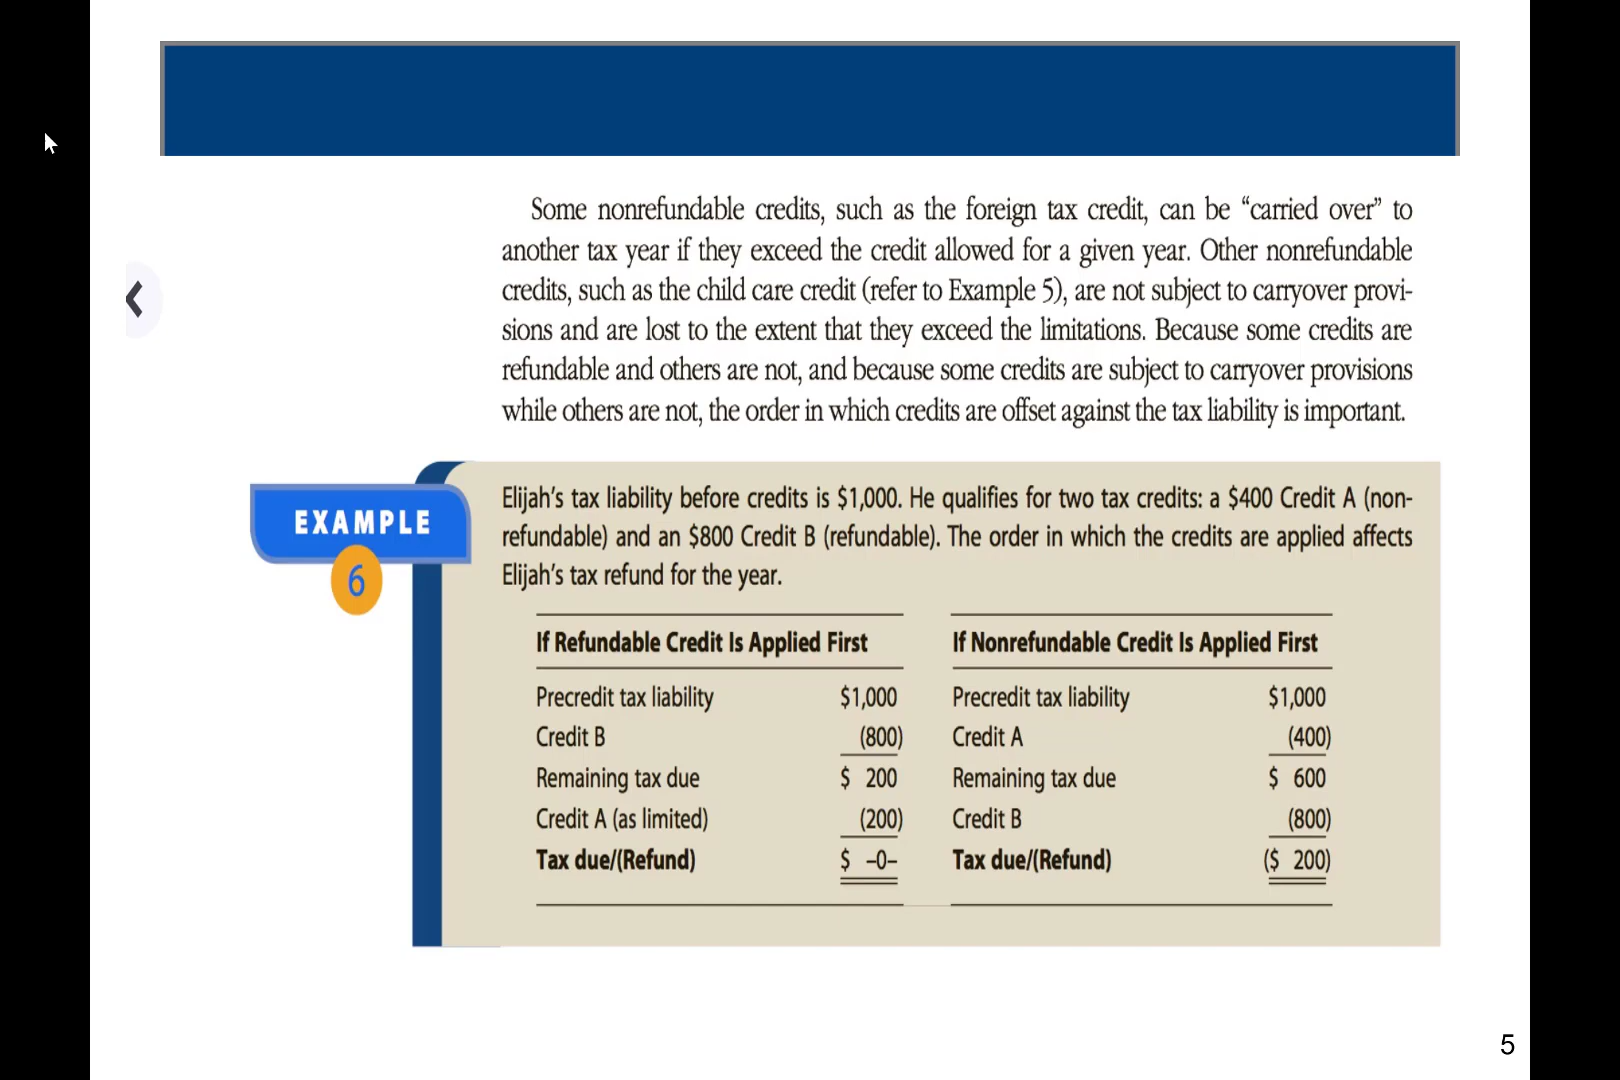 Some nonrefundable credits, such as the foreign tax credit, can be “carried over” to
another tax year if they exceed the credit allowed for a given year. Other nonrefundable
credits, such as the child care credit (refer to Example 5), are not subject to carryover provi-
sions and are lost to the extent that they exceed the limitations. Because some credits are
refundable and others are not, and because some credits are subject to carryover provisions
while others are not, the order in which credits are offset against the tax liability is important.
EXAMPLE
6
Elijah’s tax liability before credits is $1,000. He qualifies for two tax credits: a $400 Credit A (non-
refundable) and an $800 Credit B (refundable). The order in which the credits are applied affects
Elijah’s tax refund for the year.
If Refundable Credit Is Applied First
Precredit tax liability $1,000
Credit B (800)
Remaining tax due $ 200
Credit A (as limited) (200)
Tax due/(Refund) $ –0–
If Nonrefundable Credit Is Applied First
Precredit tax liability $1,000
Credit A (400)
Remaining tax due $ 600
Credit B (800)
Tax due/(Refund) ($ 200)
5